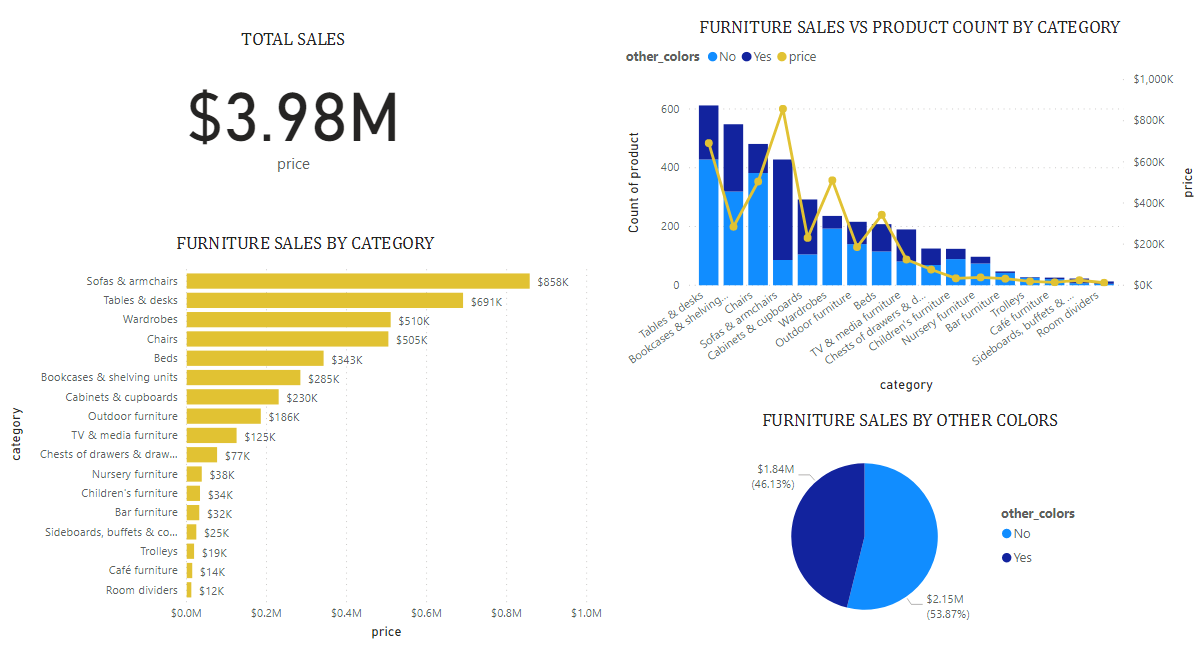 TOTAL SALES
$3.98M
price
FURNITURE SALES BY CATEGORY
category
Sofas & armchairs $858K
Tables & desks $691K
Wardrobes $510K
Chairs $505K
Beds $343K
Bookcases & shelving units $285K
Cabinets & cupboards $230K
Outdoor furniture $186K
TV & media furniture $125K
Chests of drawers & draw... $77K
Nursery furniture $38K
Children's furniture $34K
Bar furniture $32K
Sideboards, buffets & co... $25K
Trolleys $19K
Café furniture $14K
Room dividers $12K
$0.0M $0.2M $0.4M $0.6M $0.8M $1.0M
price
FURNITURE SALES VS PRODUCT COUNT BY CATEGORY
other_colors No Yes price
Count of product
600
400
200
0
$1,000K
$800K
$600K
$400K
$200K
$0K
price
Tables & desks
Bookcases & shelving...
Chairs
Sofas & armchairs
Cabinets & cupboards
Wardrobes
Outdoor furniture
Beds
TV & media furniture
Chests of drawers & d...
Children's furniture
Nursery furniture
Bar furniture
Trolleys
Café furniture
Sideboards, buffets & ...
Room dividers
category
FURNITURE SALES BY OTHER COLORS
$1.84M
(46.13%)
$2.15M
(53.87%)
other_colors
No
Yes